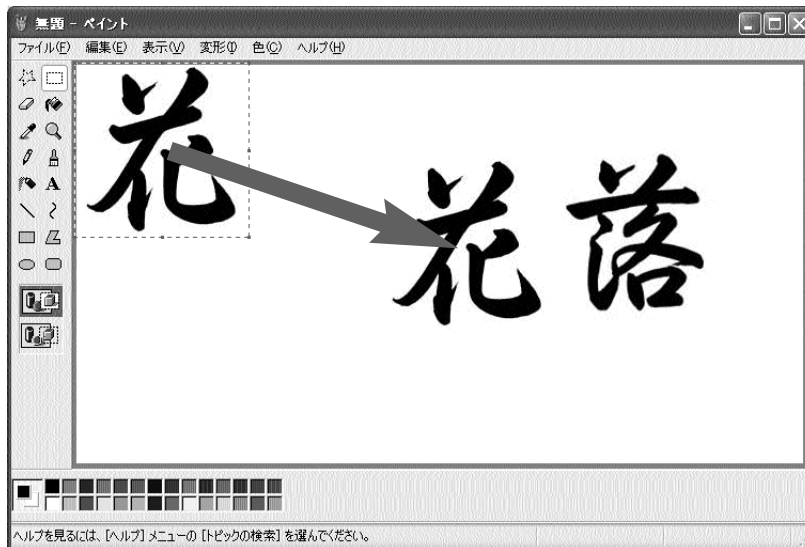 無題 - ペイント
ファイル(F) 編集(E) 表示(V) 変形(I) 色(C) ヘルプ(H)
花
花 落
A
ヘルプを見るには、[ヘルプ] メニューの [トピックの検索] を選んでください。